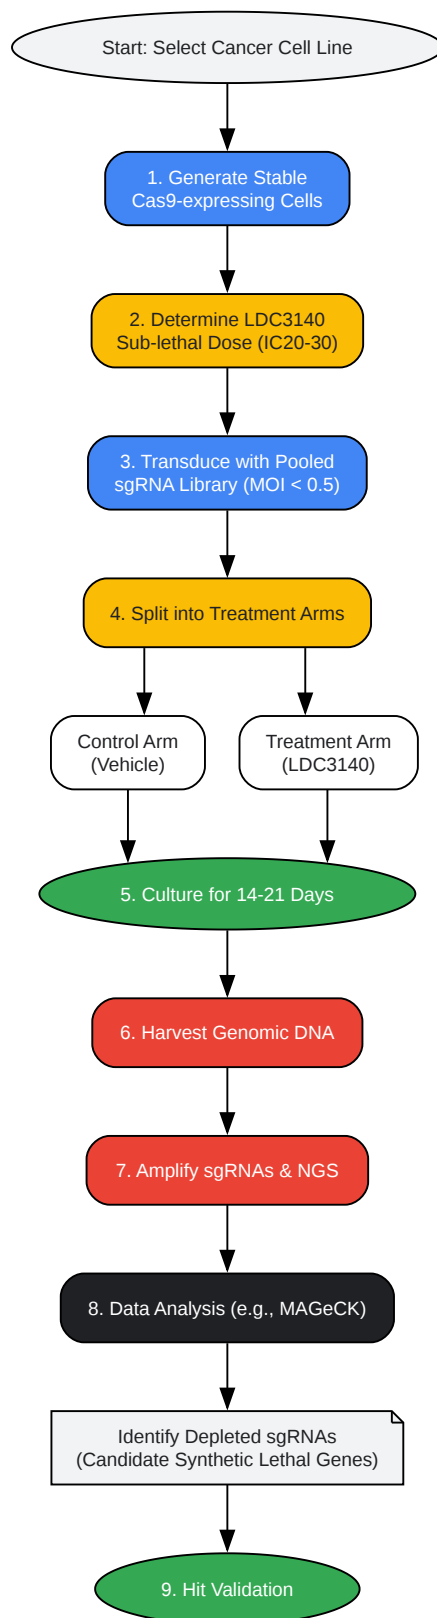 Start: Select Cancer Cell Line
1. Generate Stable
Cas9-expressing Cells
2. Determine LDC3140
Sub-lethal Dose (IC20-30)
3. Transduce with Pooled
sgRNA Library (MOI < 0.5)
4. Split into Treatment Arms
Control Arm
(Vehicle)
Treatment Arm
(LDC3140)
5. Culture for 14-21 Days
6. Harvest Genomic DNA
7. Amplify sgRNAs & NGS
8. Data Analysis (e.g., MAGeCK)
Identify Depleted sgRNAs
(Candidate Synthetic Lethal Genes)
9. Hit Validation